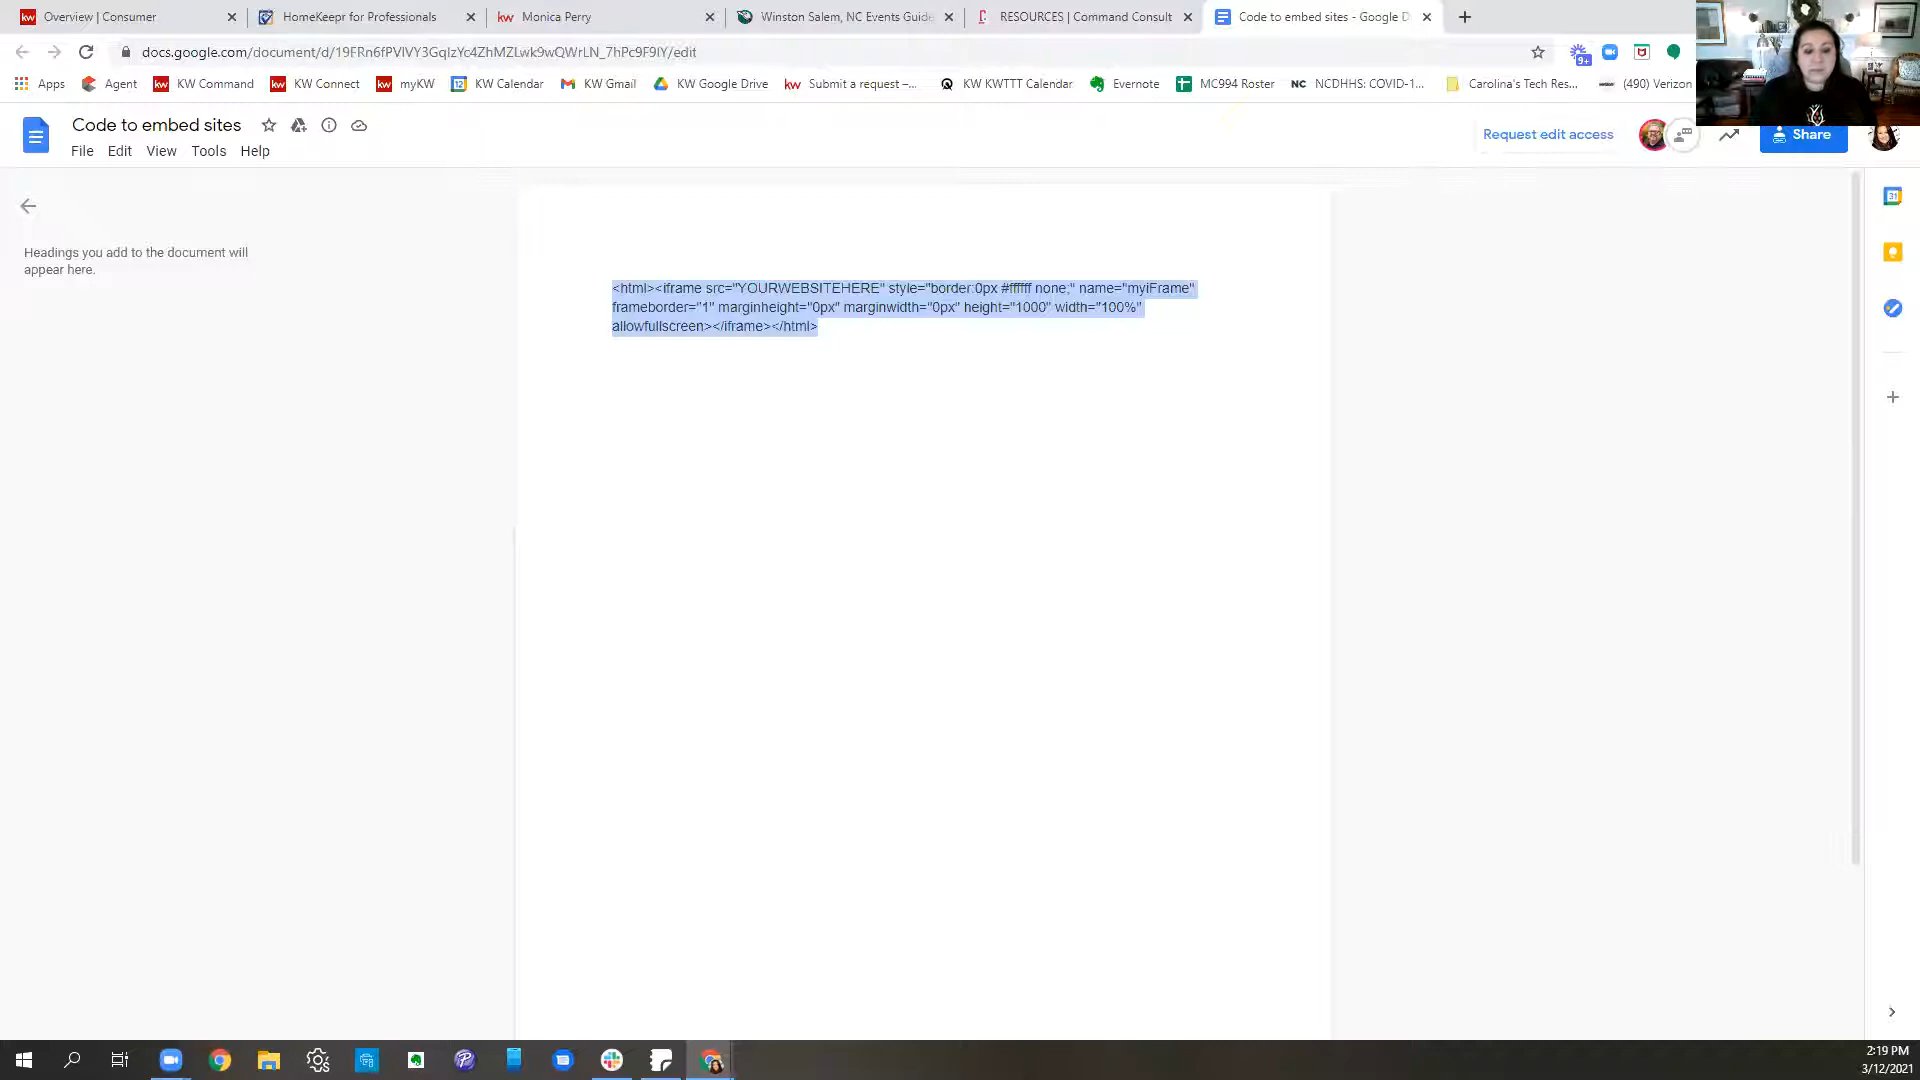 Overview | Consumer
HomeKeepr for Professionals
Monica Perry
Winston Salem, NC Events Guide
RESOURCES | Command Consult
Code to embed sites - Google D
docs.google.com/document/d/19FRn6fPVlVY3GqIzYc4ZhMZLwk9wQWrLN_7hPc9F9lY/edit
9+
Apps
Agent
KW Command
KW Connect
myKW
KW Calendar
KW Gmail
KW Google Drive
Submit a request –...
KW KWTTT Calendar
Evernote
MC994 Roster
NCDHHS: COVID-1...
Carolina's Tech Res...
(490) Verizon
Code to embed sites
Request edit access
Share
File Edit View Tools Help
Headings you add to the document will
appear here.
<html><iframe src="YOURWEBSITEHERE" style="border:0px #ffffff none;" name="myiFrame"
frameborder="1" marginheight="0px" marginwidth="0px" height="1000" width="100%"
allowfullscreen></iframe></html>
2:19 PM
3/12/2021